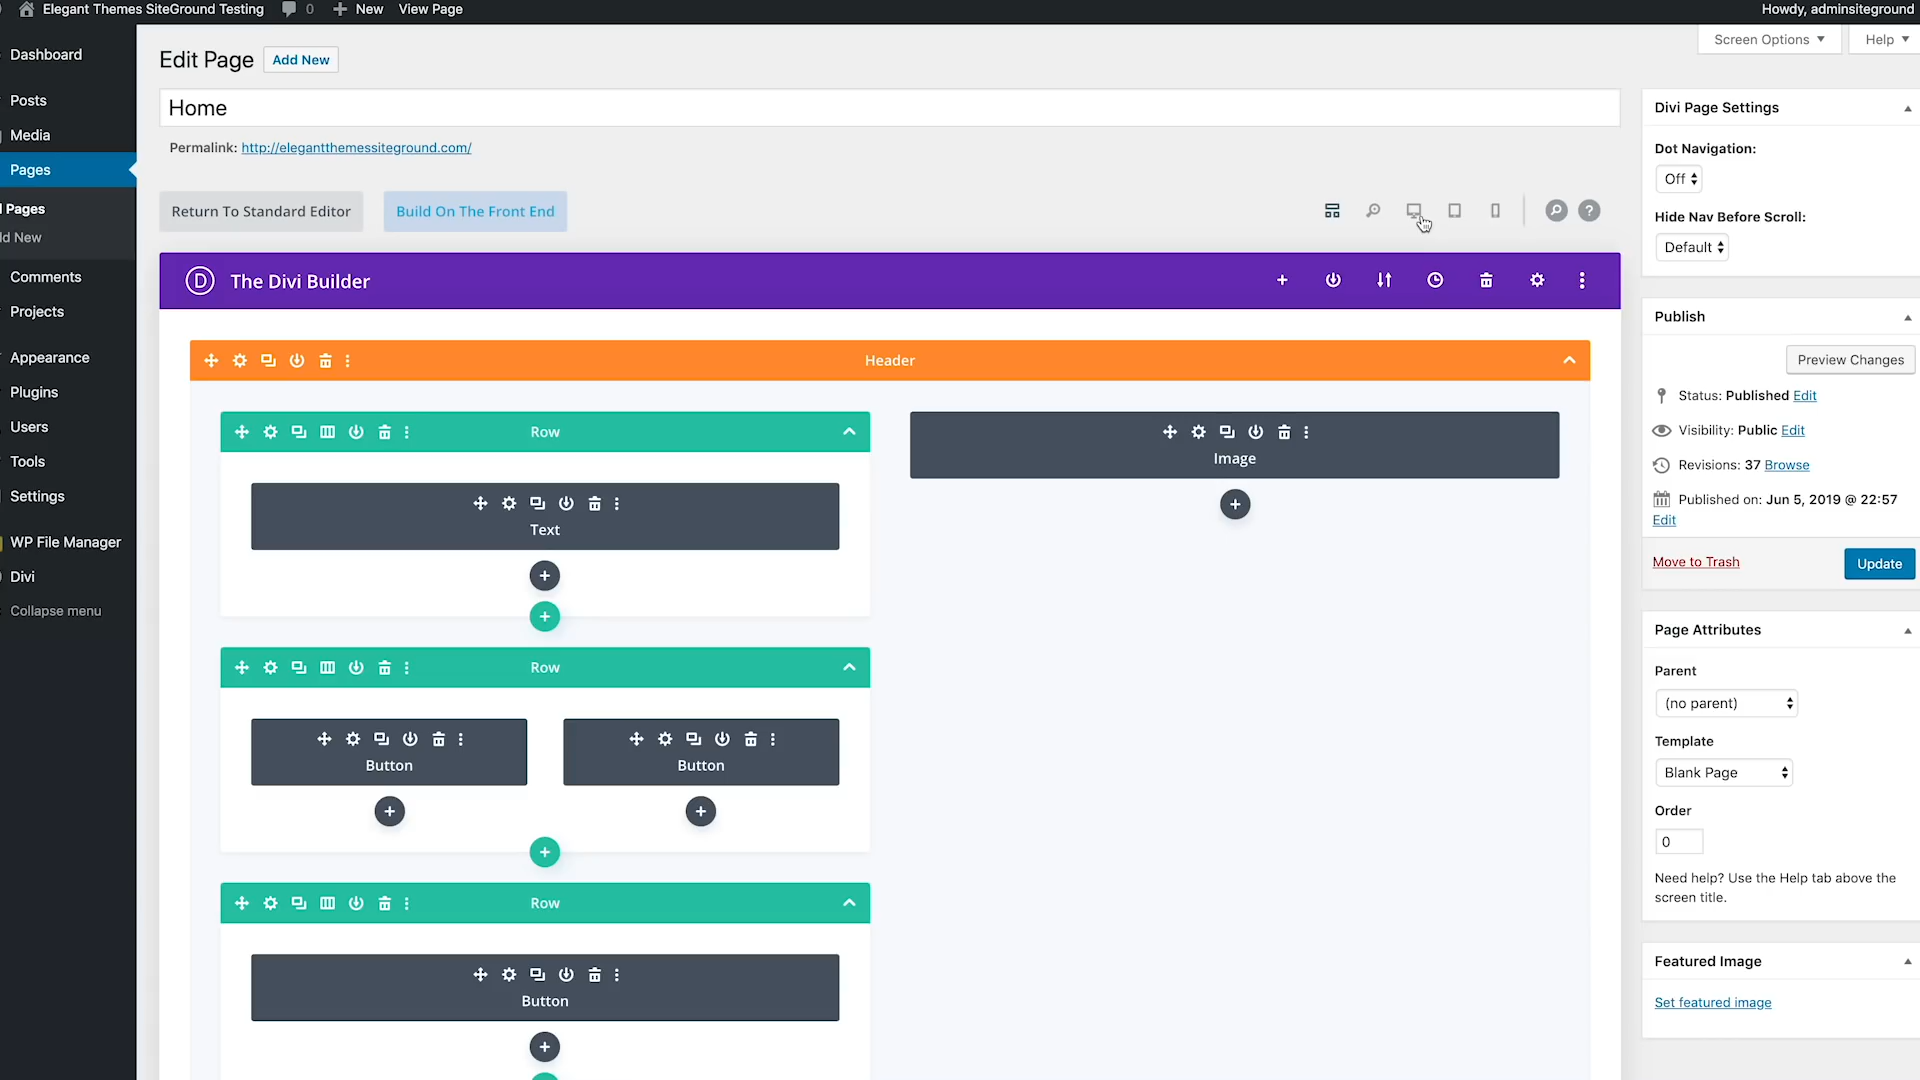 Elegant Themes SiteGround Testing 0 New View Page Howdy, adminsiteground
Screen Options Help
Dashboard
Posts
Media
Pages
l Pages
dd New
Comments
Projects
Appearance
Plugins
Users
Tools
Settings
WP File Manager
Divi
Collapse menu
Edit Page Add New
Home
Permalink: http://elegantthemessiteground.com/
Return To Standard Editor Build On The Front End
?
D The Divi Builder
Header
Row
Text
Image
Row
Button Button
Row
Button
Divi Page Settings
Dot Navigation:
Off
Hide Nav Before Scroll:
Default
Publish
Preview Changes
Status: Published Edit
Visibility: Public Edit
Revisions: 37 Browse
Published on: Jun 5, 2019 @ 22:57
Edit
Move to Trash Update
Page Attributes
Parent
(no parent)
Template
Blank Page
Order
0
Need help? Use the Help tab above the
screen title.
Featured Image
Set featured image